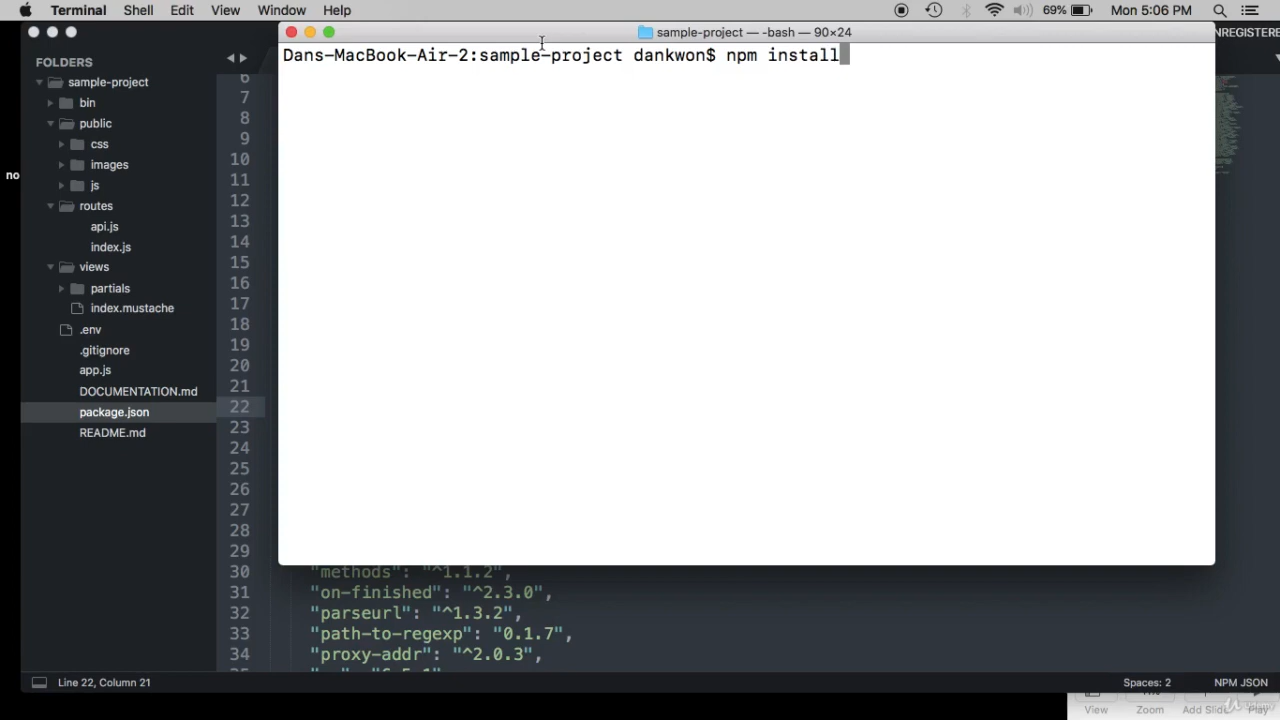 Terminal Shell Edit View Window Help 69% Mon 5:06 PM
sample-project — -bash — 90×24
NREGISTERE
Dans-MacBook-Air-2:sample-project dankwon$ npm install
FOLDERS
sample-project
bin
public
css
images
js
routes
api.js
index.js
views
partials
index.mustache
.env
.gitignore
app.js
DOCUMENTATION.md
package.json
README.md
no
6
7
8
9
10
11
12
13
14
15
16
17
18
19
20
21
22
23
24
25
26
27
28
29
30 "methods": "^1.1.2",
31 "on-finished": "^2.3.0",
32 "parseurl": "^1.3.2",
33 "path-to-regexp": "0.1.7",
34 "proxy-addr": "^2.0.3",
Line 22, Column 21 Spaces: 2 NPM JSON
View Zoom Add Slide Play